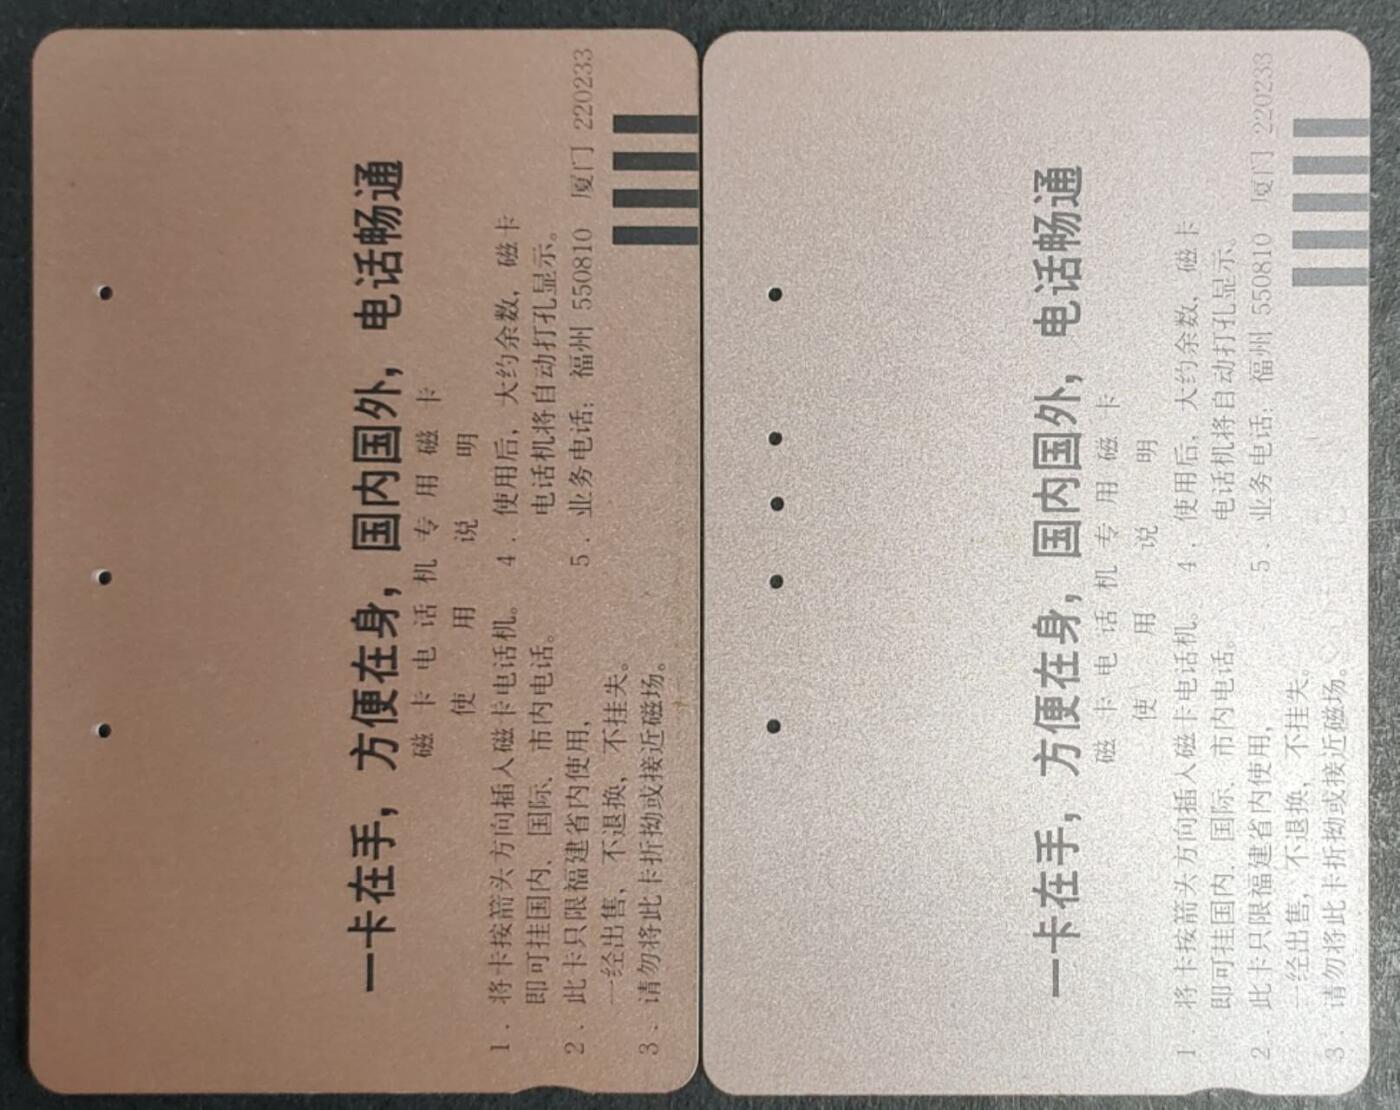 一卡在手，方便在身，国内国外，电话畅通
磁卡电话机专用磁卡
使用说明
1．将卡按箭头方向插入磁卡电话机。
即可挂国内、国际、市内电话。
2．此卡只限福建省内使用，
一经出售，不退换，不挂失。
3．请勿将此卡折拗或接近磁场。
4．使用后，大约余数，磁卡
电话机将自动打孔显示。
5．业务电话：福州 550810 厦门 220233
一卡在手，方便在身，国内国外，电话畅通
磁卡电话机专用磁卡
使用说明
1．将卡按箭头方向插入磁卡电话机。
即可挂国内、国际、市内电话。
2．此卡只限福建省内使用，
一经出售，不退换，不挂失。
3．请勿将此卡折拗或接近磁场。
4．使用后，大约余数，磁卡
电话机将自动打孔显示。
5．业务电话：福州 550810 厦门 220233